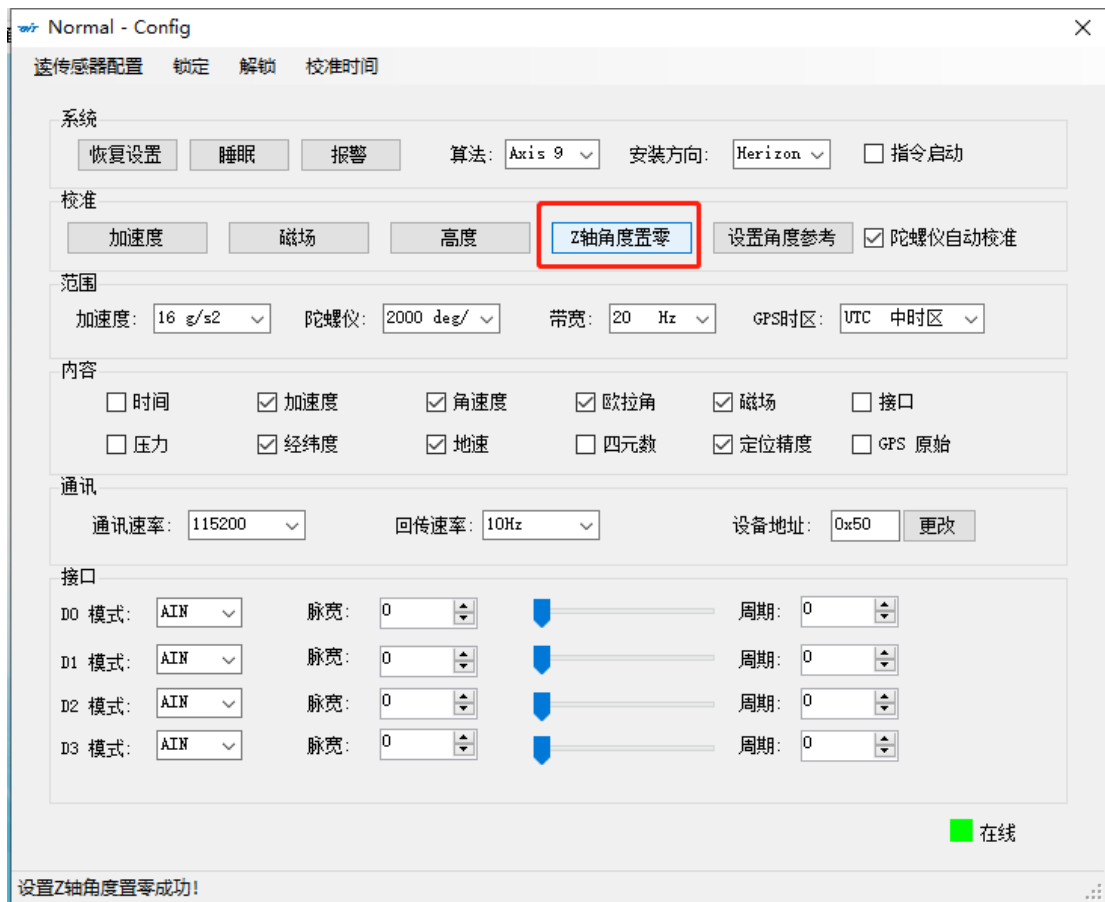 Normal - Config
读传感器配置 锁定 解锁 校准时间
系统
恢复设置 睡眠 报警 算法: Axis 9 安装方向: Herizon 指令启动
校准
加速度 磁场 高度 Z轴角度置零 设置角度参考 陀螺仪自动校准
范围
加速度: 16 g/s2 陀螺仪: 2000 deg/ 带宽: 20 Hz GPS时区: UTC 中时区
内容
时间 加速度 角速度 欧拉角 磁场 接口
压力 经纬度 地速 四元数 定位精度 GPS 原始
通讯
通讯速率: 115200 回传速率: 10Hz 设备地址: 0x50 更改
接口
D0 模式: AIN 脉宽: 0 周期: 0
D1 模式: AIN 脉宽: 0 周期: 0
D2 模式: AIN 脉宽: 0 周期: 0
D3 模式: AIN 脉宽: 0 周期: 0
在线
设置Z轴角度置零成功!